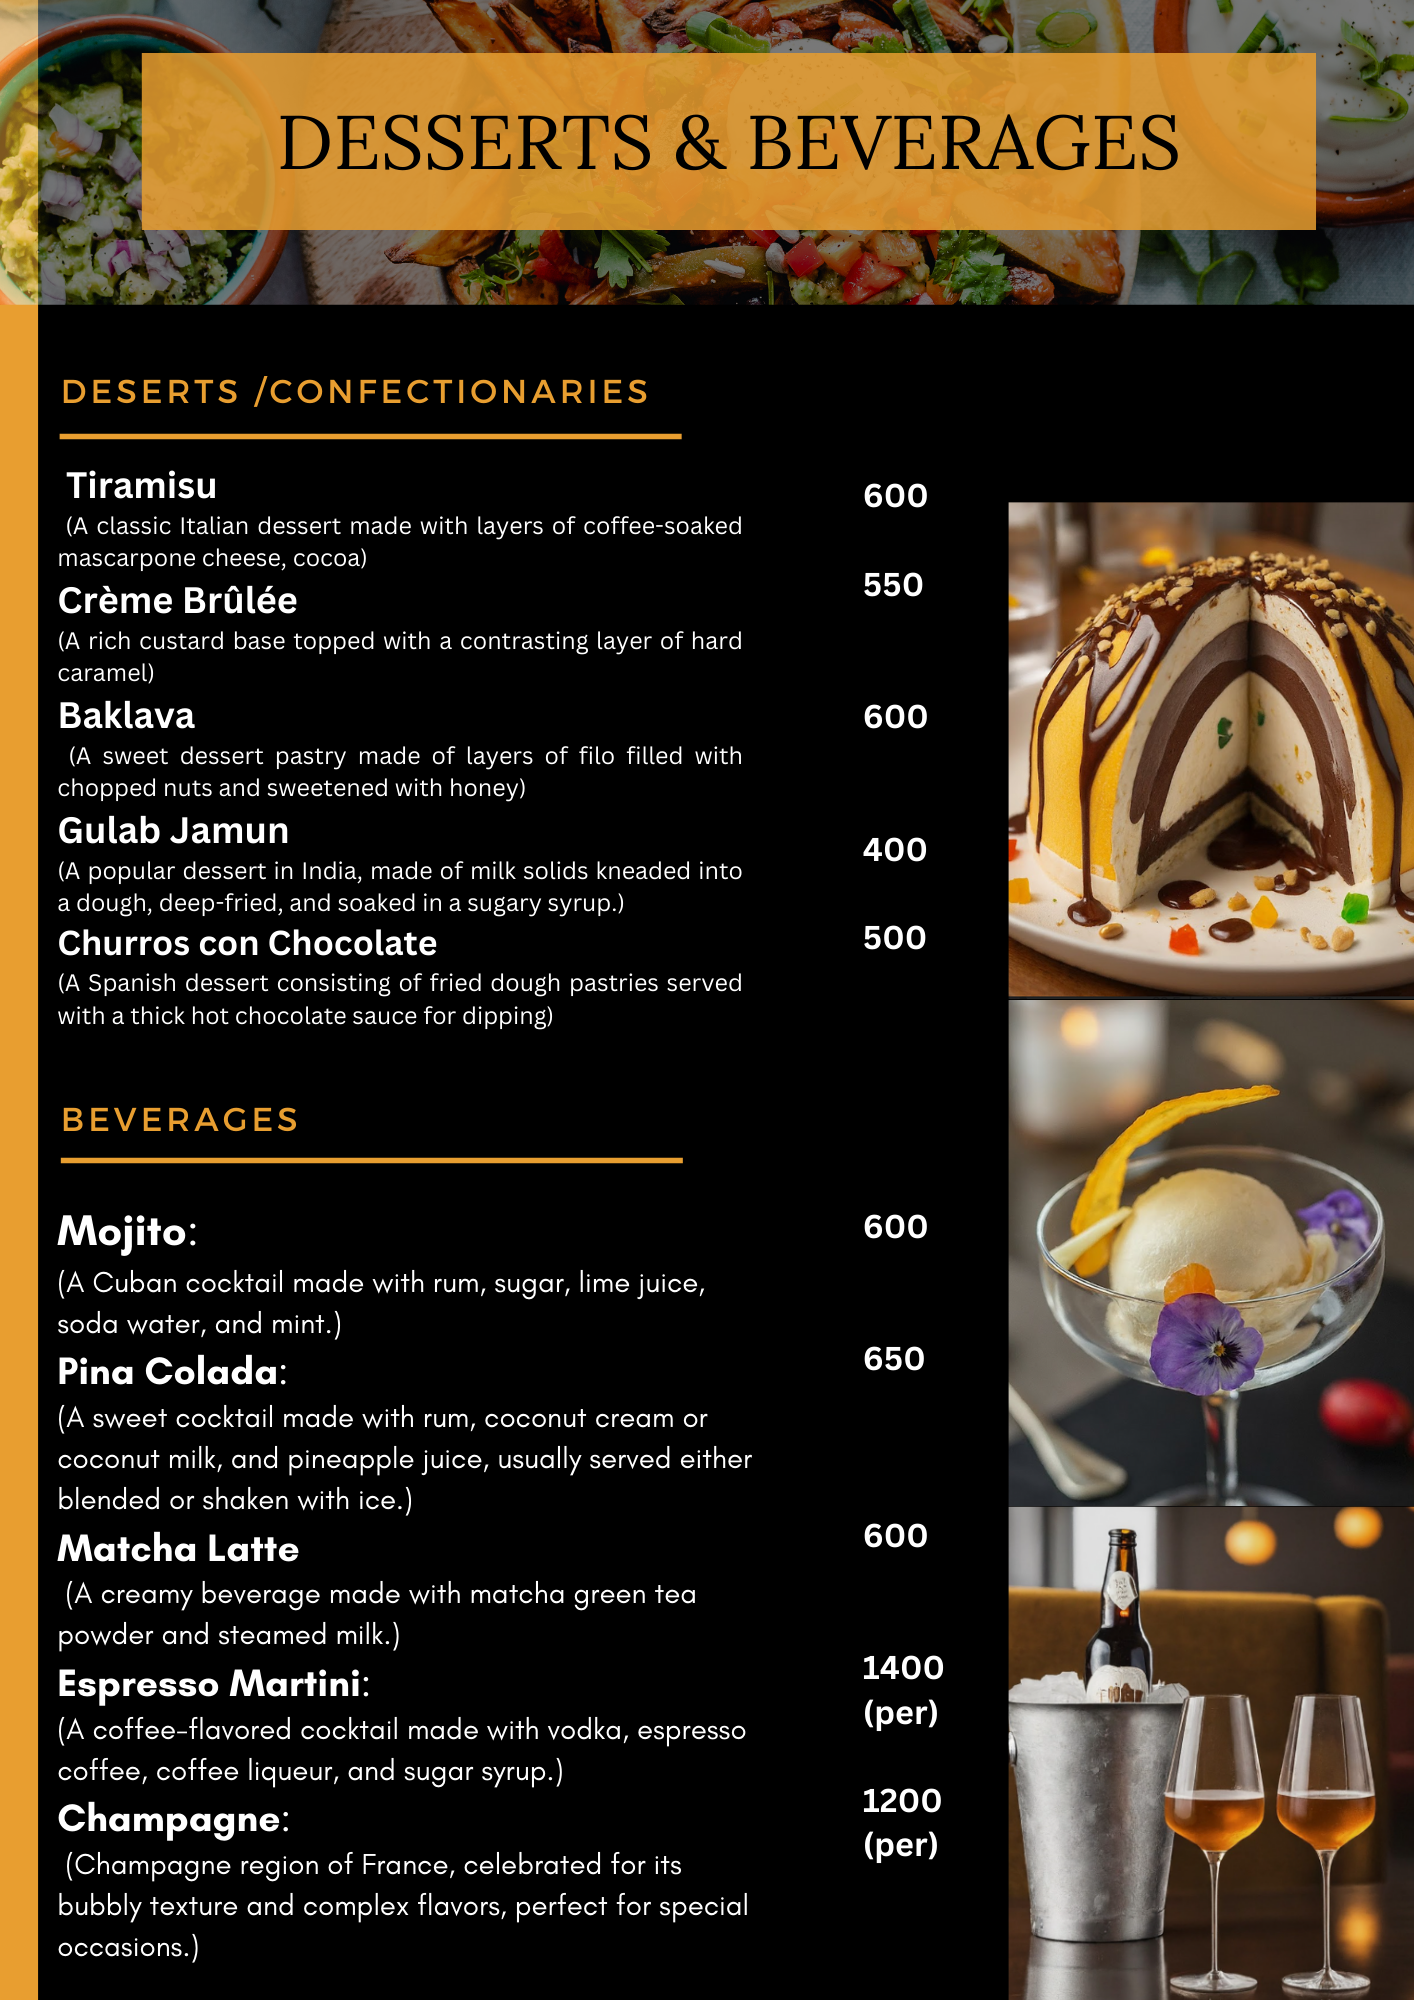 DESSERTS & BEVERAGES
DESERTS /CONFECTIONARIES
Tiramisu
600
(A classic Italian dessert made with layers of coffee-soaked
mascarpone cheese, cocoa)
Crème Brûlée
550
(A rich custard base topped with a contrasting layer of hard
caramel)
Baklava
600
(A sweet dessert pastry made of layers of filo filled with
chopped nuts and sweetened with honey)
Gulab Jamun
400
(A popular dessert in India, made of milk solids kneaded into
a dough, deep-fried, and soaked in a sugary syrup.)
Churros con Chocolate
500
(A Spanish dessert consisting of fried dough pastries served
with a thick hot chocolate sauce for dipping)
BEVERAGES
Mojito:
600
(A Cuban cocktail made with rum, sugar, lime juice,
soda water, and mint.)
Pina Colada:
650
(A sweet cocktail made with rum, coconut cream or
coconut milk, and pineapple juice, usually served either
blended or shaken with ice.)
Matcha Latte
600
(A creamy beverage made with matcha green tea
powder and steamed milk.)
Espresso Martini:
1400
(per)
(A coffee-flavored cocktail made with vodka, espresso
coffee, coffee liqueur, and sugar syrup.)
Champagne:
1200
(per)
(Champagne region of France, celebrated for its
bubbly texture and complex flavors, perfect for special
occasions.)